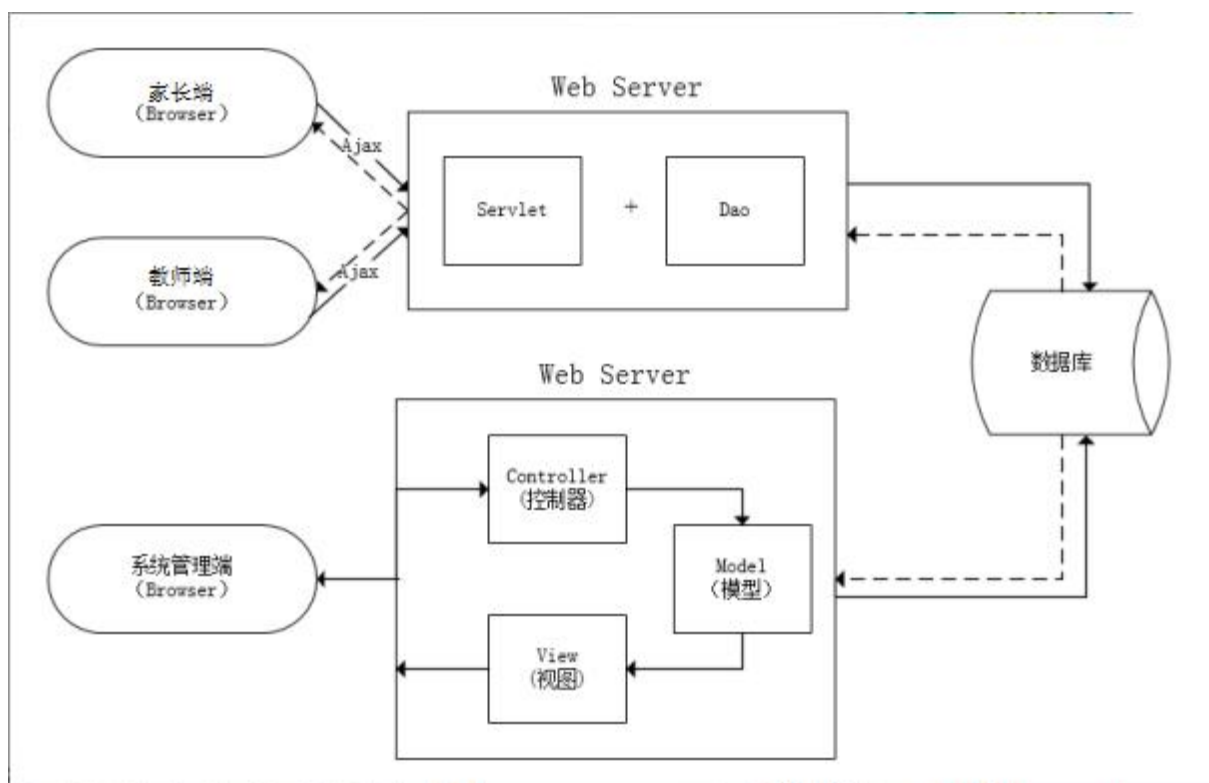 家长端
(Browser)
Web Server
Ajax
Servlet
+
Dao
教师端
(Browser)
Ajax
数据库
Web Server
Controller
(控制器)
系统管理端
(Browser)
Model
(模型)
View
(视图)